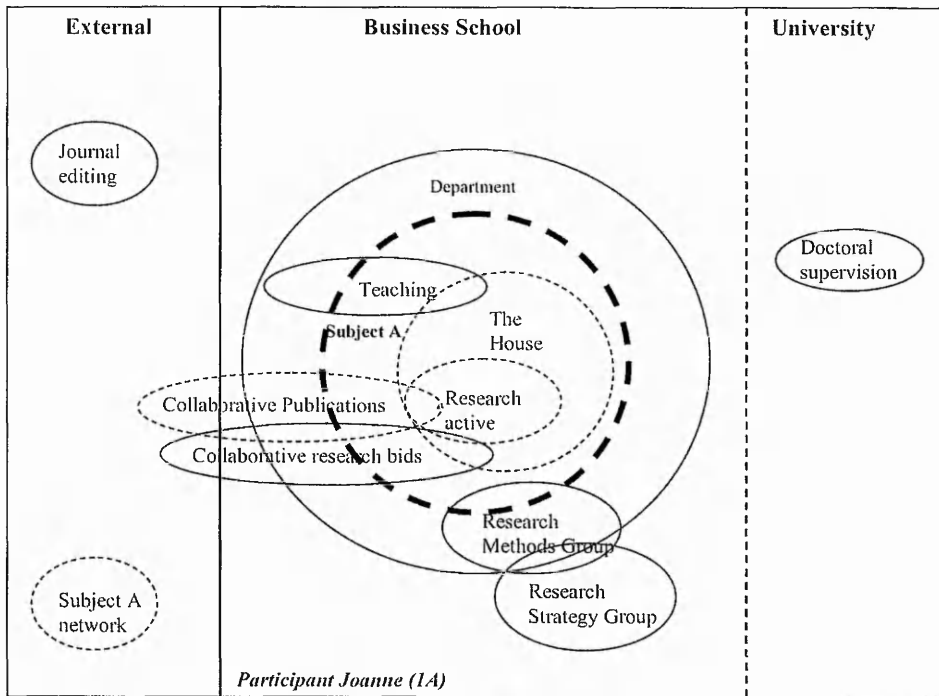 External
Business School
University
Journal
editing
Department
Doctoral
supervision
Teaching
The
House
Subject A
Collaborative Publications
Research
active
Collaborative research bids
Research
Methods Group
Research
Strategy Group
Subject A
network
Participant Joanne (1A)